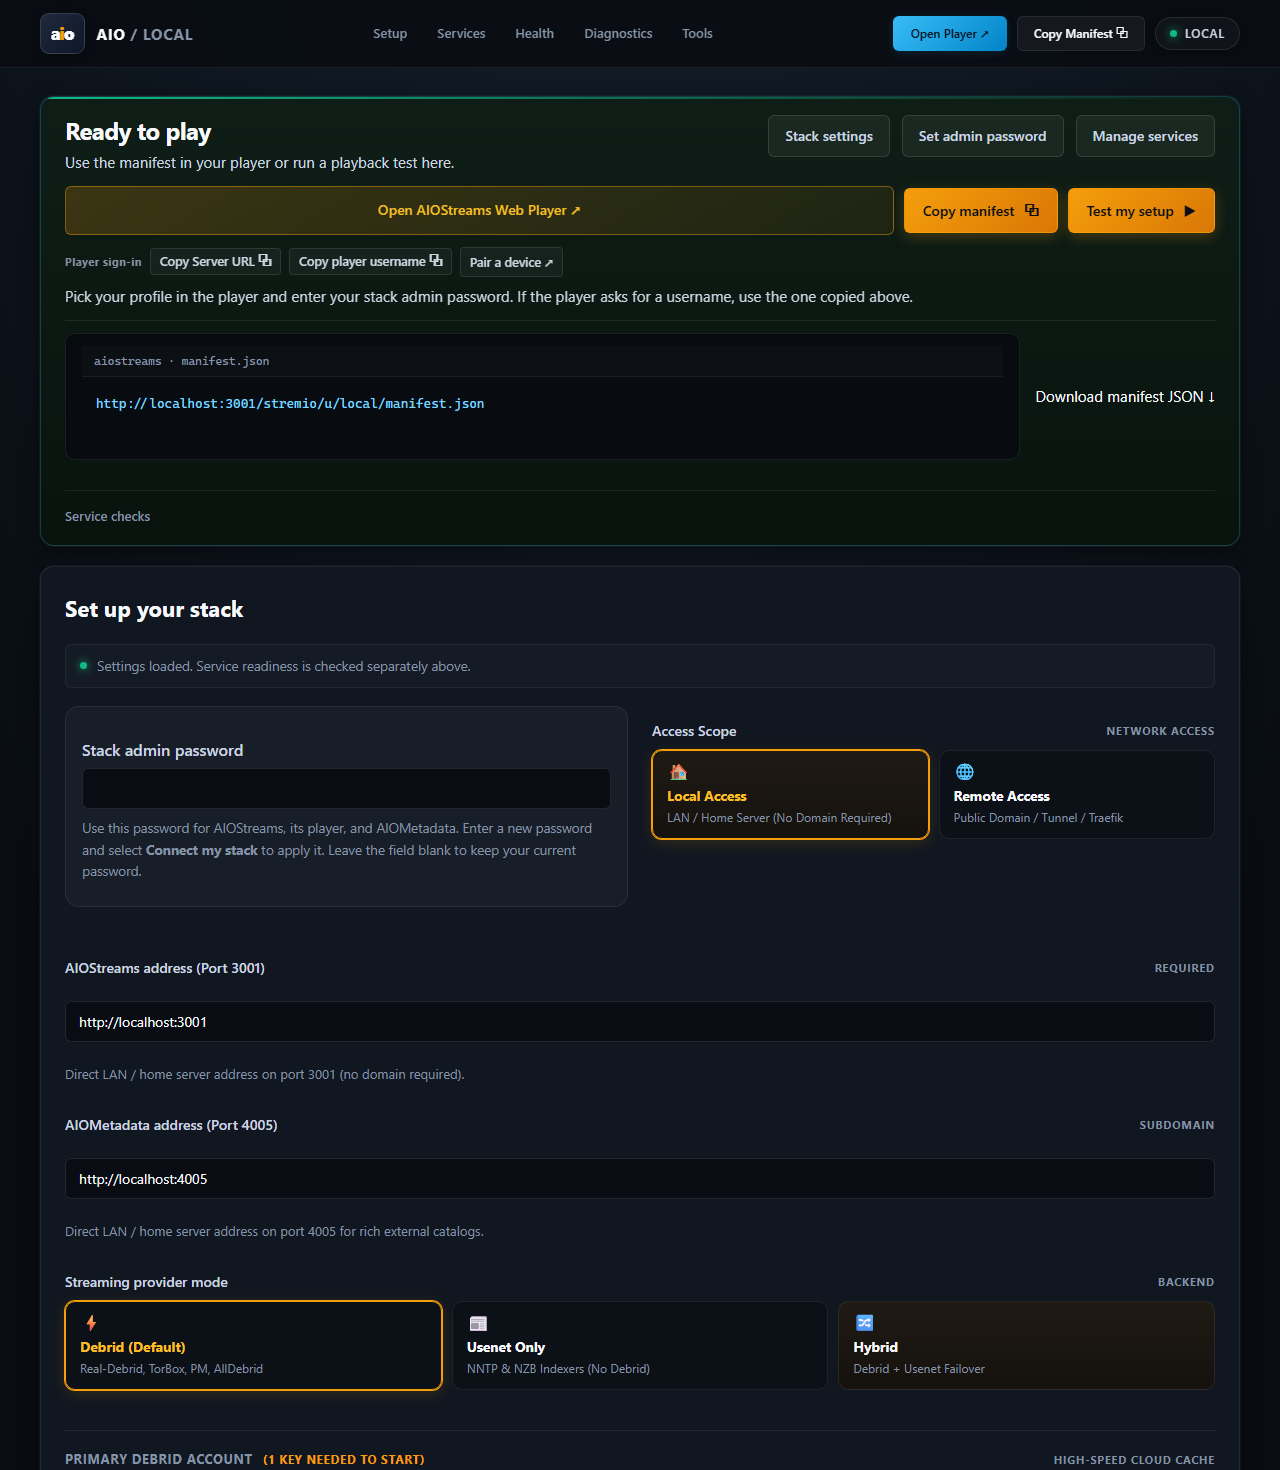 aio
AIO / LOCAL
Setup
Services
Health
Diagnostics
Tools
Open Player ↗
Copy Manifest
LOCAL
Ready to play
Use the manifest in your player or run a playback test here.
Stack settings
Set admin password
Manage services
Open AIOStreams Web Player ↗
Copy manifest
Test my setup ▶
Player sign-in
Copy Server URL
Copy player username
Pair a device ↗
Pick your profile in the player and enter your stack admin password. If the player asks for a username, use the one copied above.
aiostreams · manifest.json
http://localhost:3001/stremio/u/local/manifest.json
Download manifest JSON ↓
Service checks
Set up your stack
Settings loaded. Service readiness is checked separately above.
Stack admin password
Use this password for AIOStreams, its player, and AIOMetadata. Enter a new password
and select Connect my stack to apply it. Leave the field blank to keep your current
password.
Access Scope
NETWORK ACCESS
Local Access
LAN / Home Server (No Domain Required)
Remote Access
Public Domain / Tunnel / Traefik
AIOStreams address (Port 3001)
REQUIRED
http://localhost:3001
Direct LAN / home server address on port 3001 (no domain required).
AIOMetadata address (Port 4005)
SUBDOMAIN
http://localhost:4005
Direct LAN / home server address on port 4005 for rich external catalogs.
Streaming provider mode
BACKEND
Debrid (Default)
Real-Debrid, TorBox, PM, AllDebrid
Usenet Only
NNTP & NZB Indexers (No Debrid)
Hybrid
Debrid + Usenet Failover
PRIMARY DEBRID ACCOUNT (1 KEY NEEDED TO START)
HIGH-SPEED CLOUD CACHE